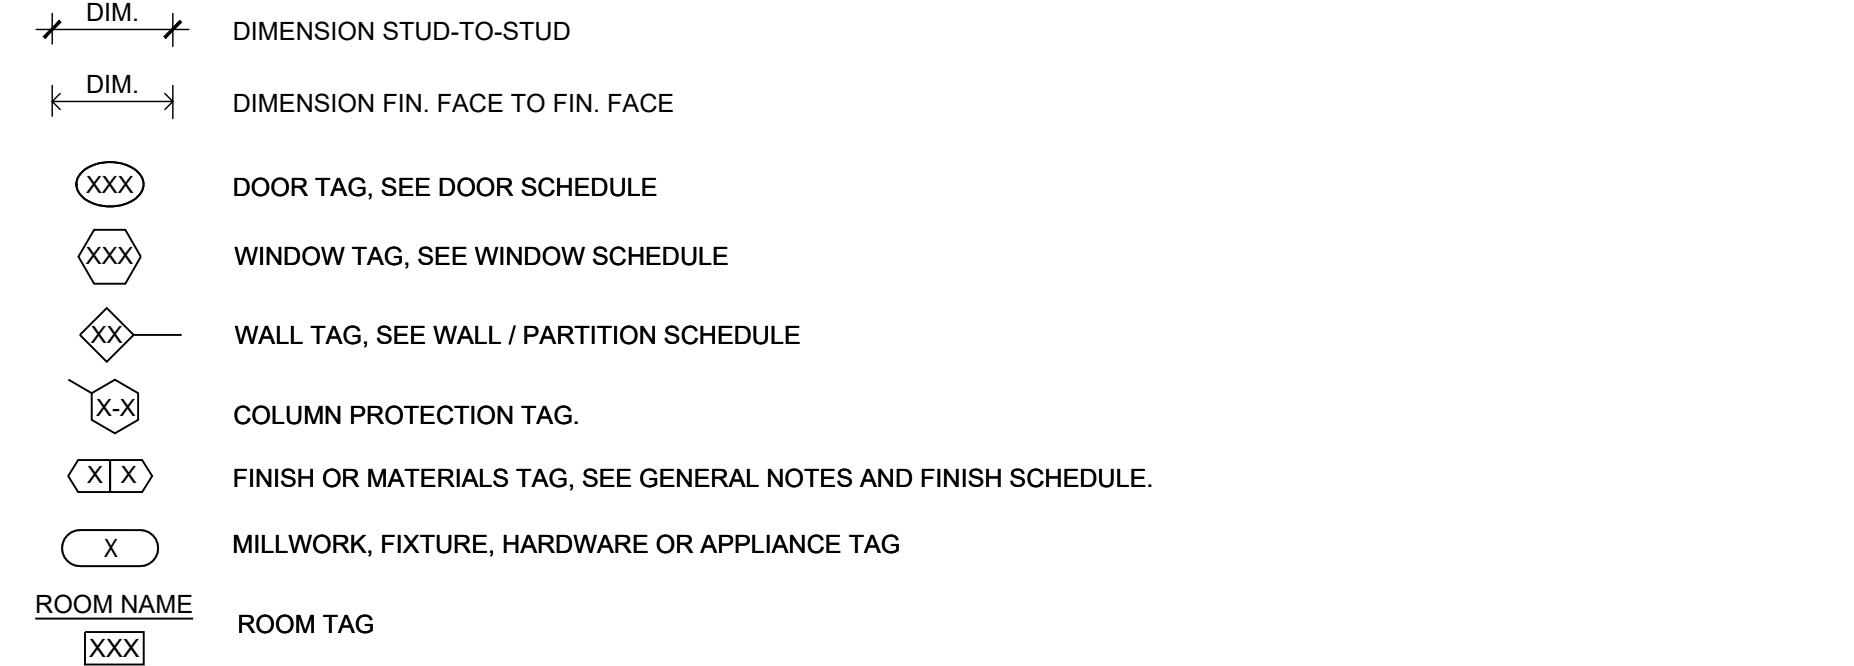 DIM.
DIMENSION STUD-TO-STUD
DIM.
DIMENSION FIN. FACE TO FIN. FACE
XXX
DOOR TAG, SEE DOOR SCHEDULE
XXX
WINDOW TAG, SEE WINDOW SCHEDULE
XX
WALL TAG, SEE WALL / PARTITION SCHEDULE
X-X
COLUMN PROTECTION TAG.
X X
FINISH OR MATERIALS TAG, SEE GENERAL NOTES AND FINISH SCHEDULE.
X
MILLWORK, FIXTURE, HARDWARE OR APPLIANCE TAG
ROOM NAME
XXX
ROOM TAG